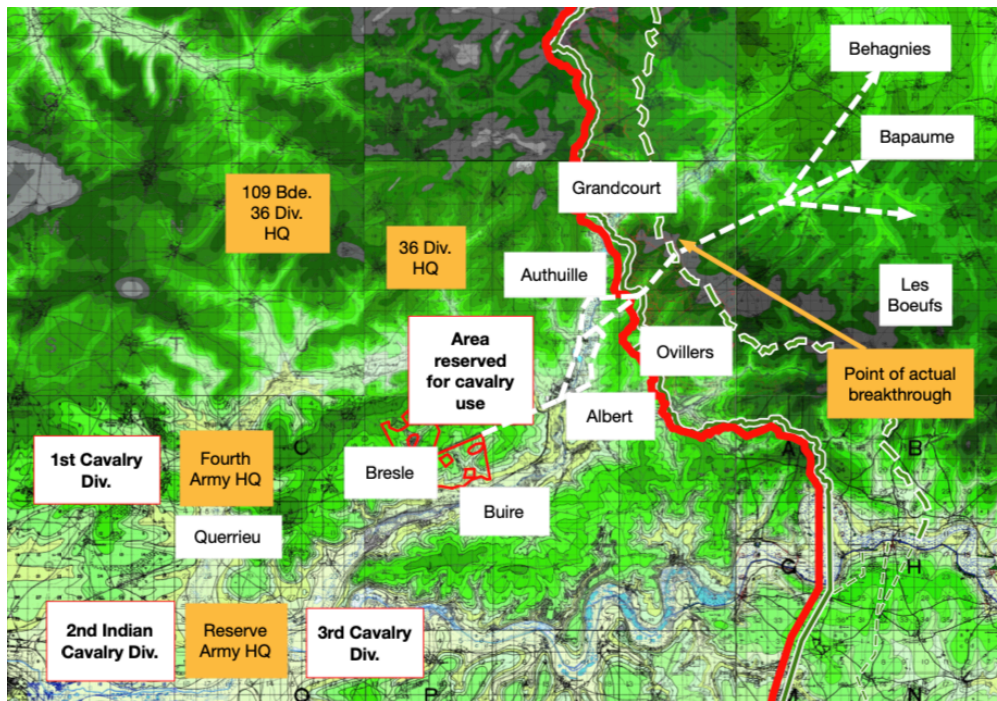 Behagnies
Bapaume
Grandcourt
109 Bde.
36 Div.
HQ
36 Div.
HQ
Authuille
Les
Boeufs
Area
reserved
for cavalry
use
Ovillers
Point of actual
breakthrough
Albert
1st Cavalry
Div.
Fourth
Army HQ
C
Bresle
A
B
Buire
Querrieu
G
H
2nd Indian
Cavalry Div.
Reserve
Army HQ
3rd Cavalry
Div.
O
P
M
N
S
T